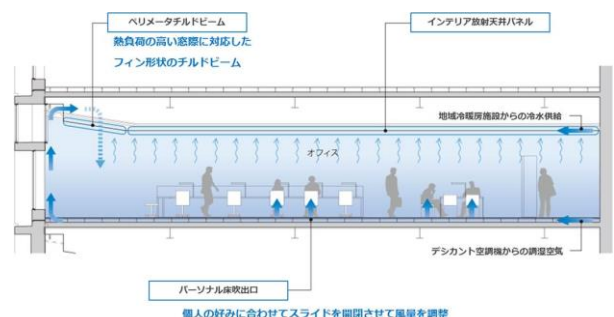 ペリメータチルドビーム
熱負荷の高い窓際に対応した
フィン形状のチルドビーム
インテリア放射天井パネル
地域冷暖房施設からの冷水供給
オフィス
デシカント空調機からの調湿空気
パーソナル床吹出口
個人の好みに合わせてスライドを開閉させて風量を調整